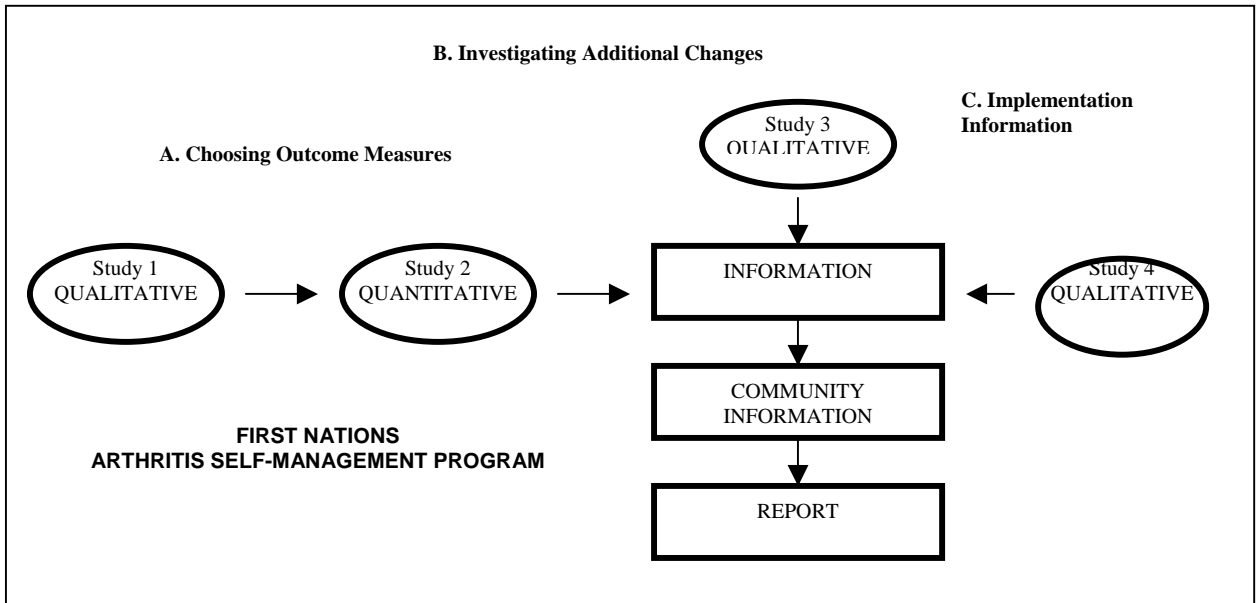 B. Investigating Additional Changes
C. Implementation
Information
Study 3
QUALITATIVE
A. Choosing Outcome Measures
Study 1
QUALITATIVE
Study 2
QUANTITATIVE
INFORMATION
Study 4
QUALITATIVE
COMMUNITY
INFORMATION
FIRST NATIONS
ARTHRITIS SELF-MANAGEMENT PROGRAM
REPORT